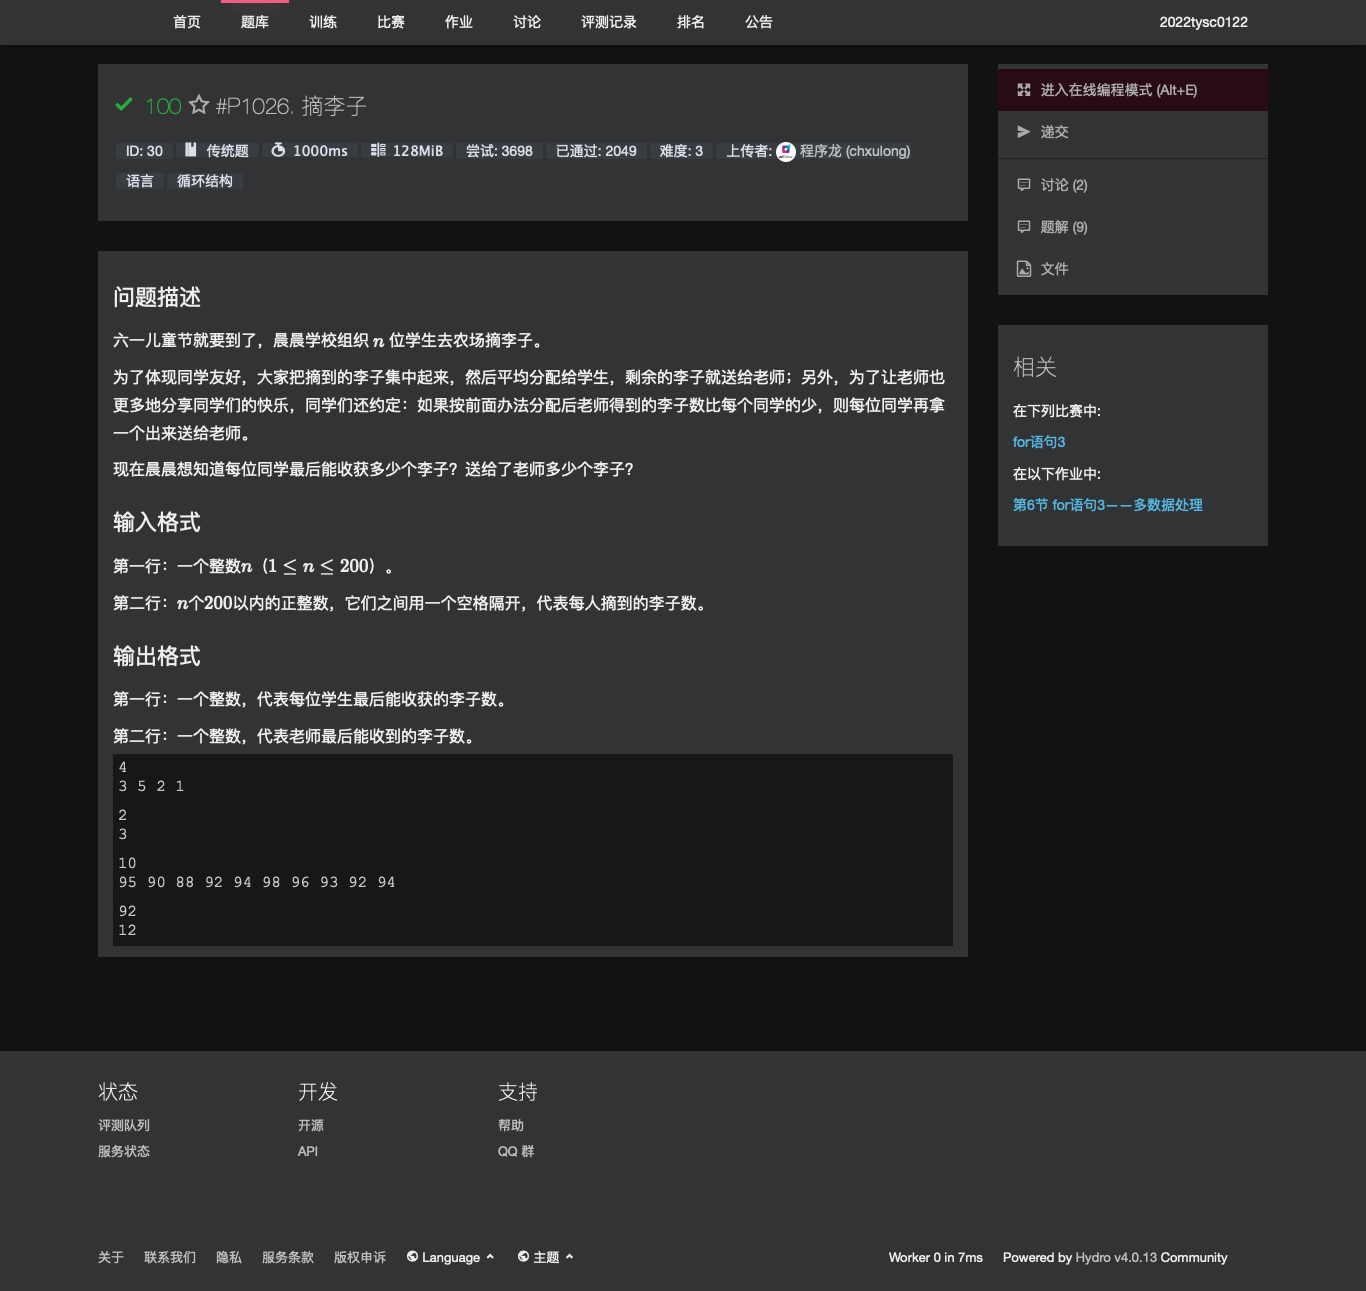 首页 题库 训练 比赛 作业 讨论 评测记录 排名 公告 2022tysc0122
100 #P1026. 摘李子
ID: 30 传统题 1000ms 128MiB 尝试: 3698 已通过: 2049 难度: 3 上传者: 程序龙 (chxulong)
语言 循环结构
进入在线编程模式 (Alt+E)
递交
讨论 (2)
题解 (9)
文件
相关
在下列比赛中:
for语句3
在以下作业中:
第6节 for语句3——多数据处理
问题描述
六一儿童节就要到了，晨晨学校组织 n 位学生去农场摘李子。
为了体现同学友好，大家把摘到的李子集中起来，然后平均分配给学生，剩余的李子就送给老师；另外，为了让老师也
更多地分享同学们的快乐，同学们还约定：如果按前面办法分配后老师得到的李子数比每个同学的少，则每位同学再拿
一个出来送给老师。
现在晨晨想知道每位同学最后能收获多少个李子？送给了老师多少个李子？
输入格式
第一行：一个整数n（1 ≤ n ≤ 200）。
第二行：n个200以内的正整数，它们之间用一个空格隔开，代表每人摘到的李子数。
输出格式
第一行：一个整数，代表每位学生最后能收获的李子数。
第二行：一个整数，代表老师最后能收到的李子数。
4
3 5 2 1
2
3
10
95 90 88 92 94 98 96 93 92 94
92
12
状态 开发 支持
评测队列 开源 帮助
服务状态 API QQ 群
关于 联系我们 隐私 服务条款 版权申诉 Language 主题 Worker 0 in 7ms Powered by Hydro v4.0.13 Community